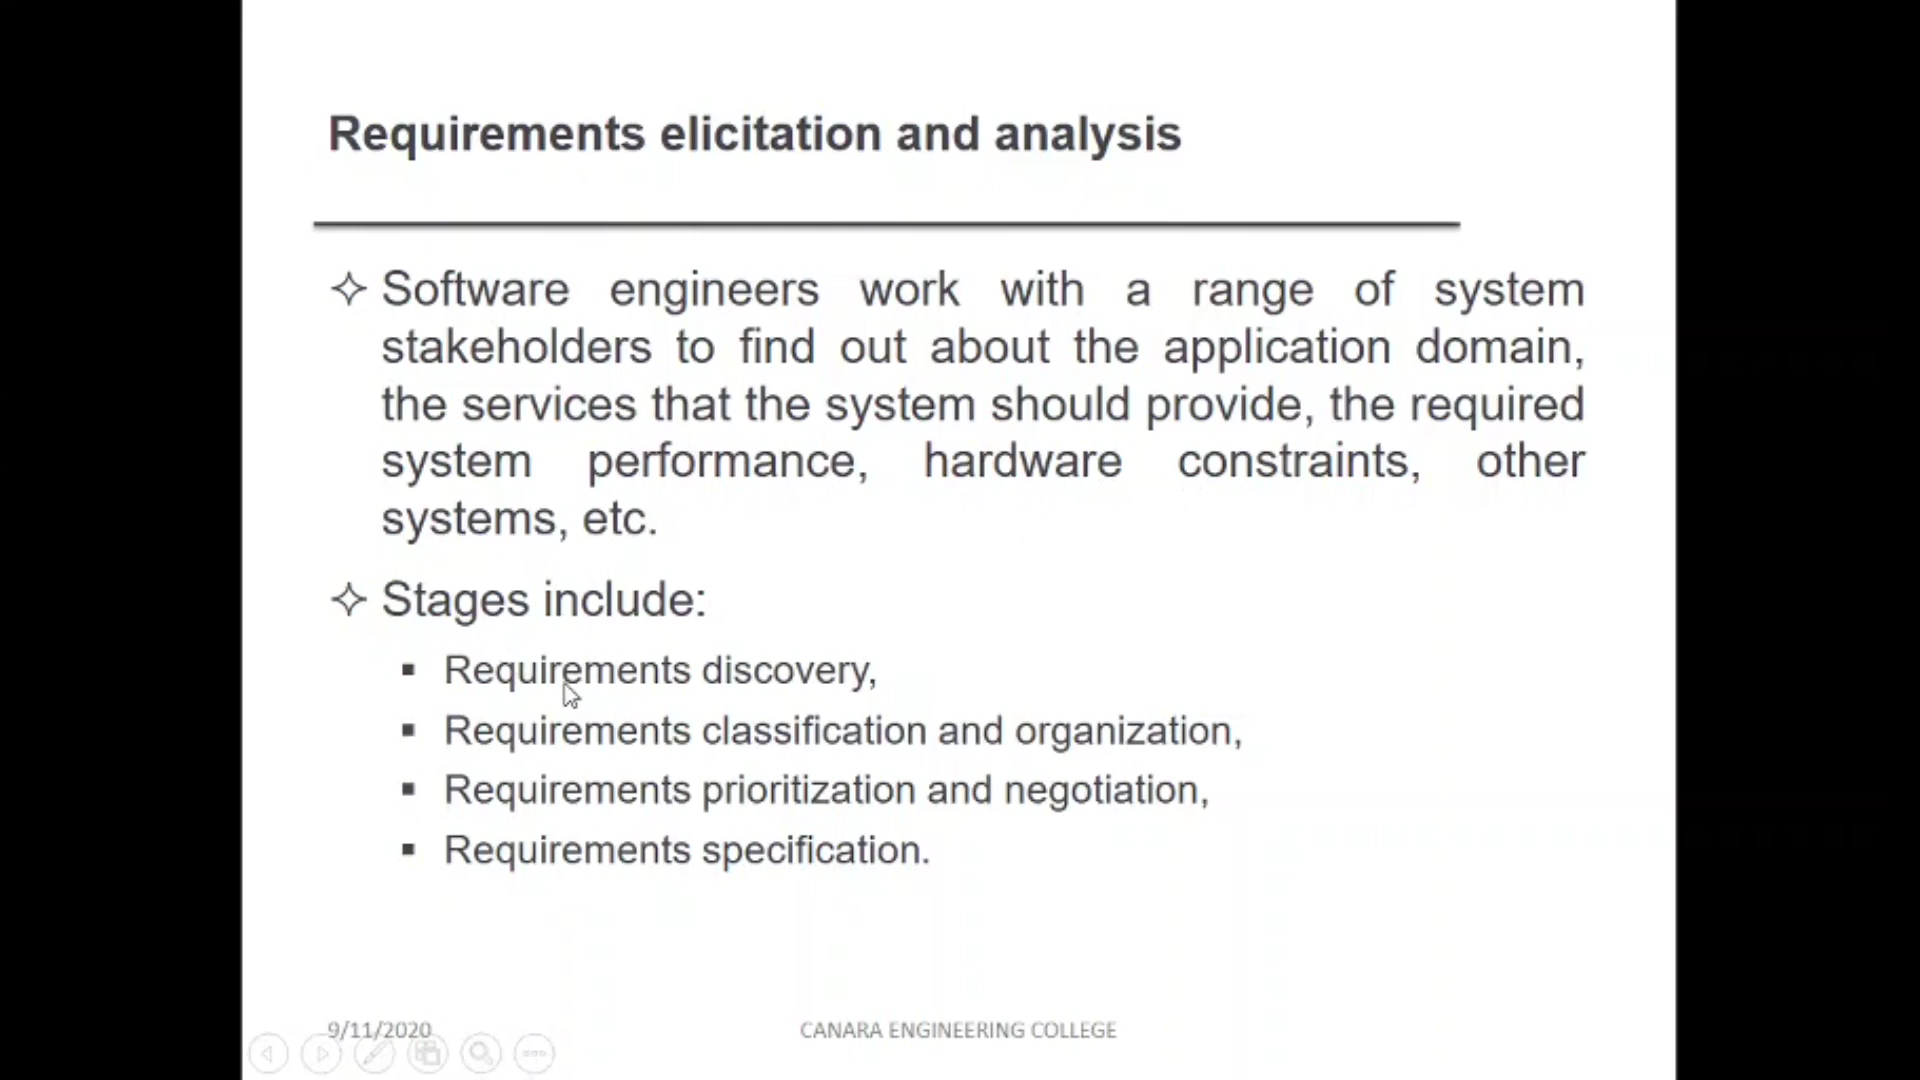 Requirements elicitation and analysis
Software engineers work with a range of system
stakeholders to find out about the application domain,
the services that the system should provide, the required
system performance, hardware constraints, other
systems, etc.
Stages include:
Requirements discovery,
Requirements classification and organization,
Requirements prioritization and negotiation,
Requirements specification.
9/11/2020
CANARA ENGINEERING COLLEGE